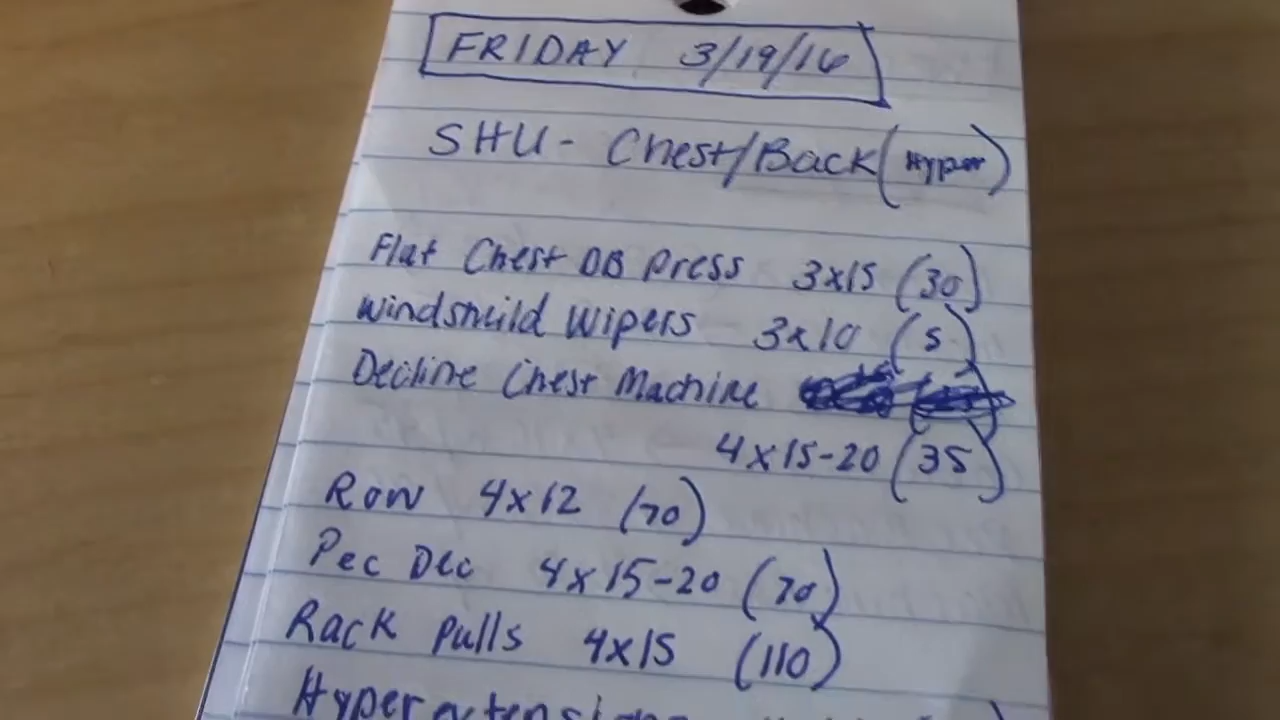 FRIDAY 3/19/16
SHU - Chest/Back (Hyper)
Flat Chest DB Press 3x15 (30)
Windsheild Wipers 3x10 (5)
Decline Chest Machine
4x15-20 (35)
Row 4x12 (70)
Pec Dec 4x15-20 (70)
Rack Pulls 4x15 (110)